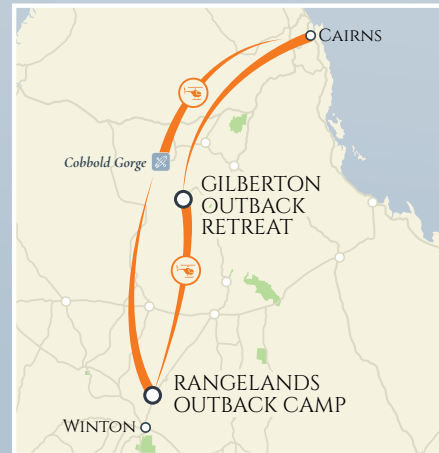 CAIRNS
Cobbold Gorge
GILBERTON
OUTBACK
RETREAT
RANGELANDS
OUTBACK CAMP
WINTON